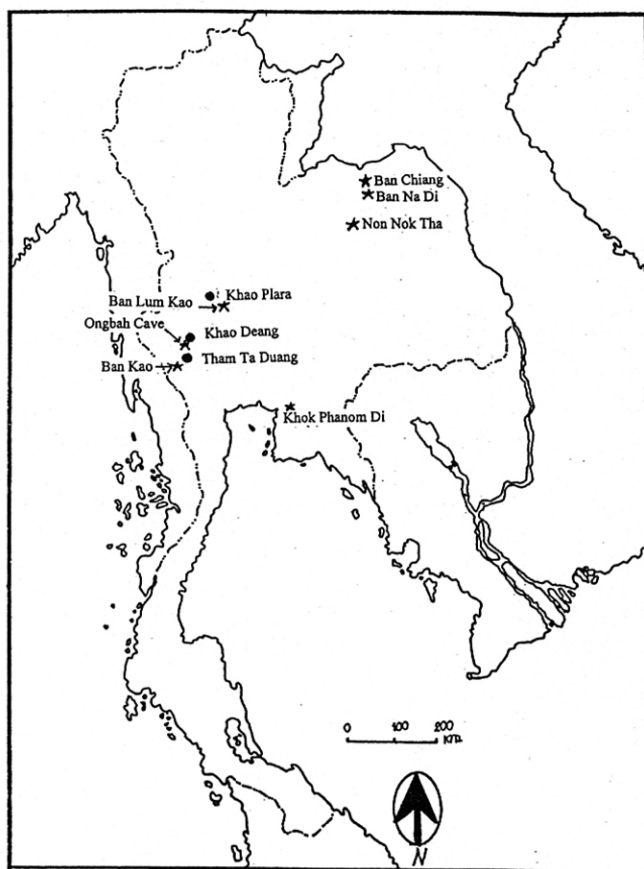 Ban Chiang
Ban Na Di
Non Nok Tha
Khao Plara
Ban Lum Kao
Ongbah Cave
Khao Deang
Tham Ta Duang
Ban Kao
Khok Phanom Di
0 100 200
KM.
N